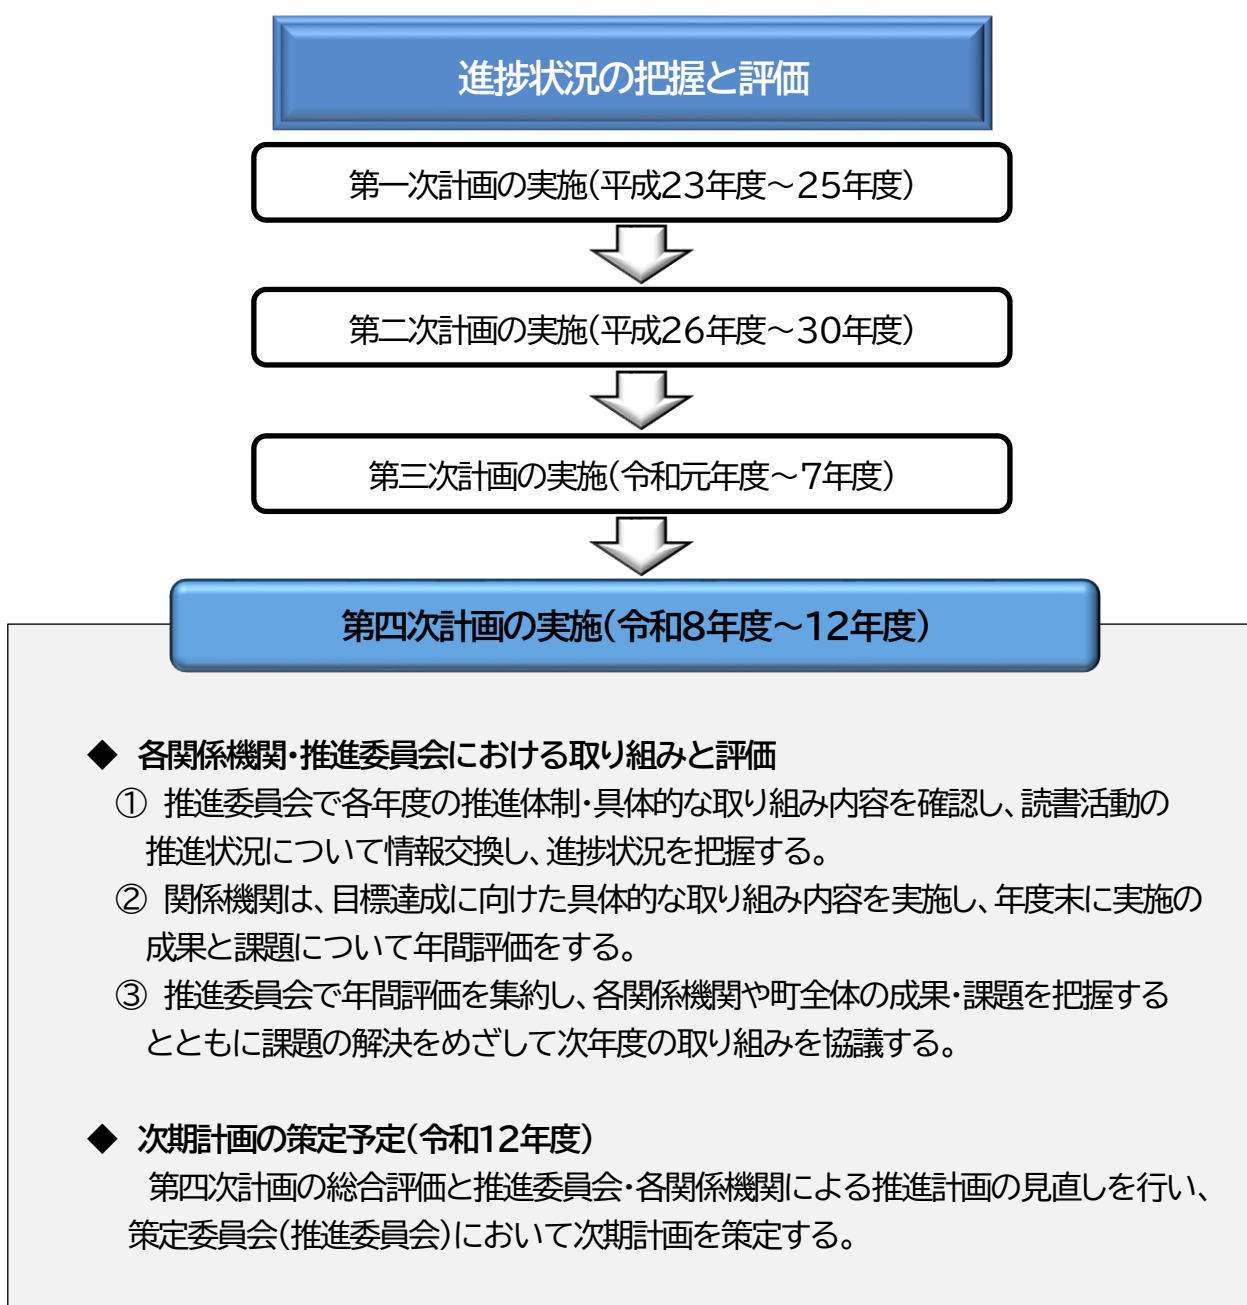 進捗状況の把握と評価
第一次計画の実施(平成23年度～25年度)
第二次計画の実施(平成26年度～30年度)
第三次計画の実施(令和元年度～7年度)
第四次計画の実施(令和8年度～12年度)
◆ 各関係機関・推進委員会における取り組みと評価
① 推進委員会で各年度の推進体制・具体的な取り組み内容を確認し、読書活動の
推進状況について情報交換し、進捗状況を把握する。
② 関係機関は、目標達成に向けた具体的な取り組み内容を実施し、年度末に実施の
成果と課題について年間評価をする。
③ 推進委員会で年間評価を集約し、各関係機関や町全体の成果・課題を把握する
とともに課題の解決をめざして次年度の取り組みを協議する。
◆ 次期計画の策定予定(令和12年度)
第四次計画の総合評価と推進委員会・各関係機関による推進計画の見直しを行い、
策定委員会(推進委員会)において次期計画を策定する。